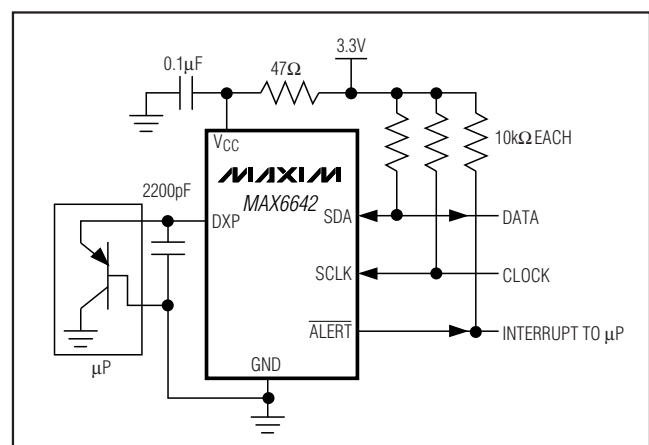 3.3V
0.1μF
47Ω
10kΩ EACH
VCC
MAXIM
MAX6642
2200pF
DXP
SDA
DATA
SCLK
CLOCK
ALERT
INTERRUPT TO μP
GND
μP